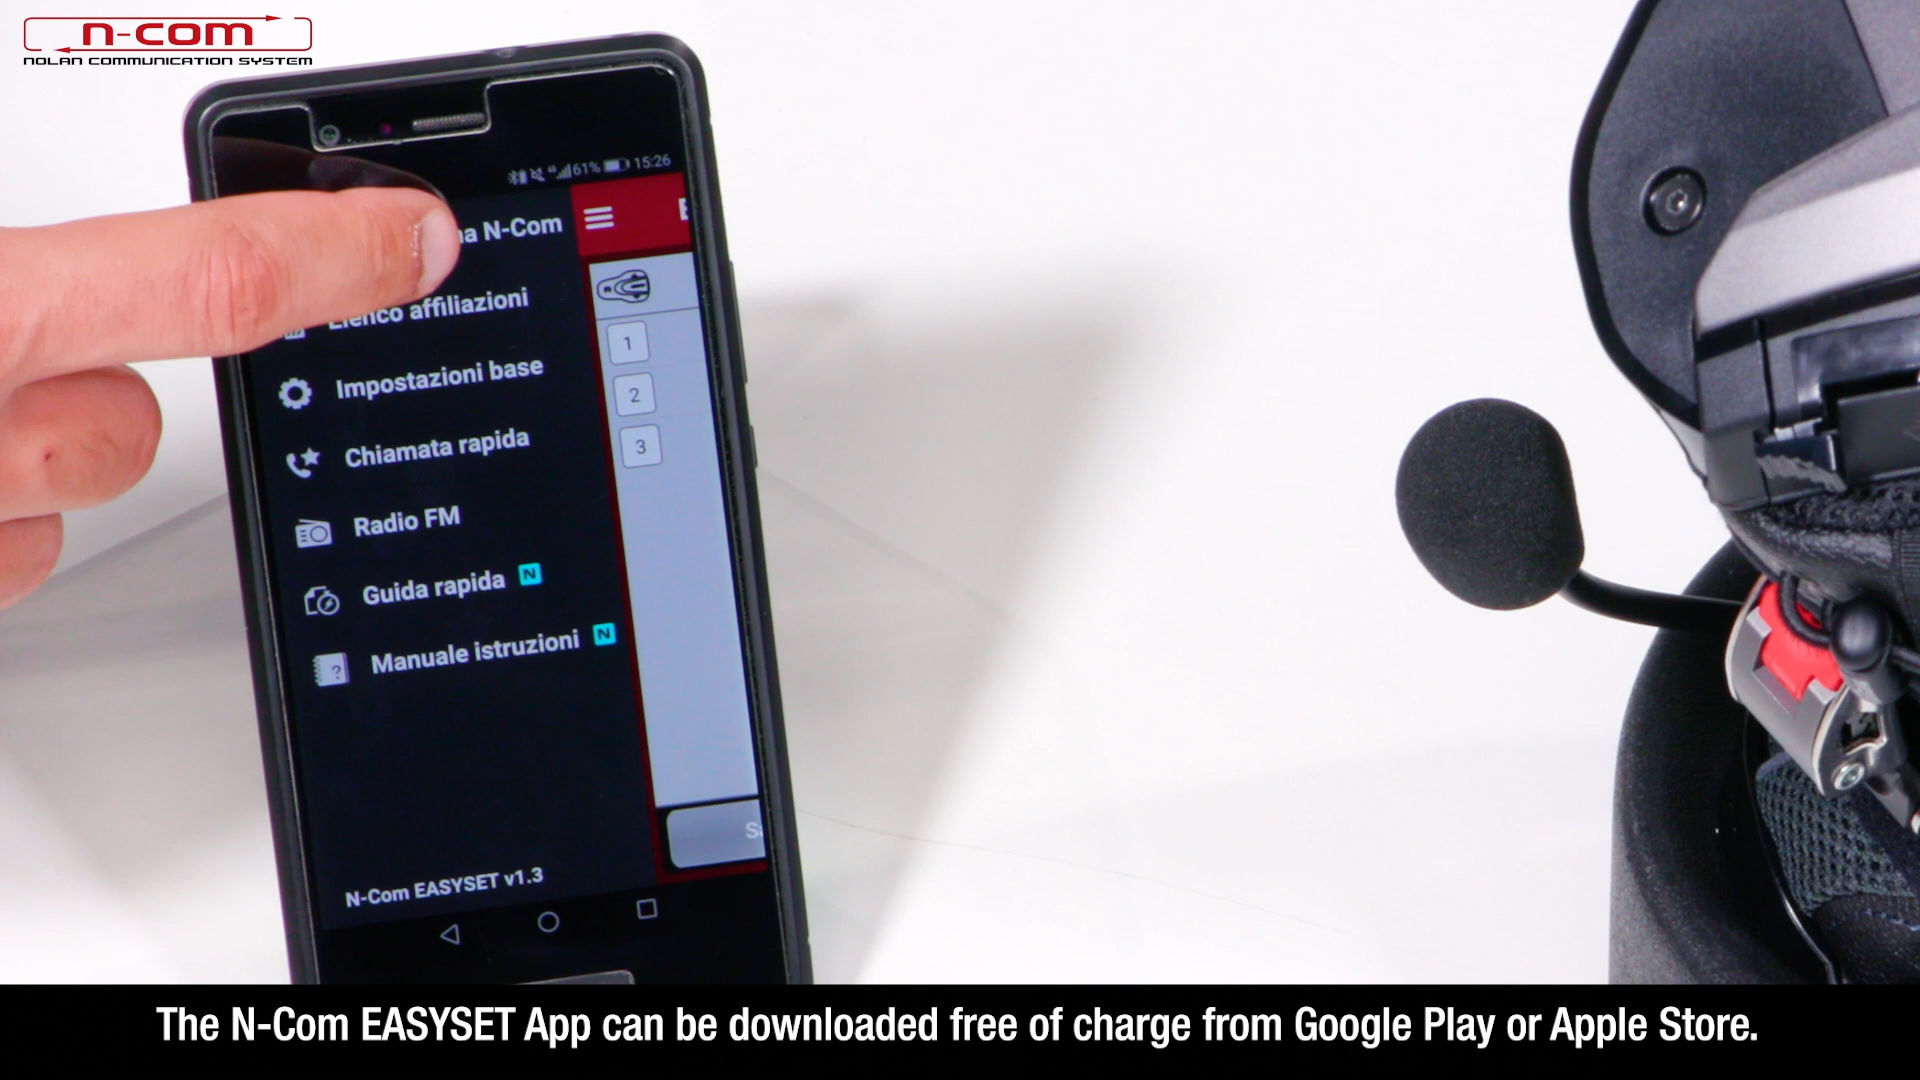 n-com
NOLAN COMMUNICATION SYSTEM
61% 15:26
N-Com
Elenco affiliazioni
Impostazioni base
Chiamata rapida
Radio FM
Guida rapida N
Manuale istruzioni N
N-Com EASYSET v1.3
1
2
3
The N-Com EASYSET App can be downloaded free of charge from Google Play or Apple Store.